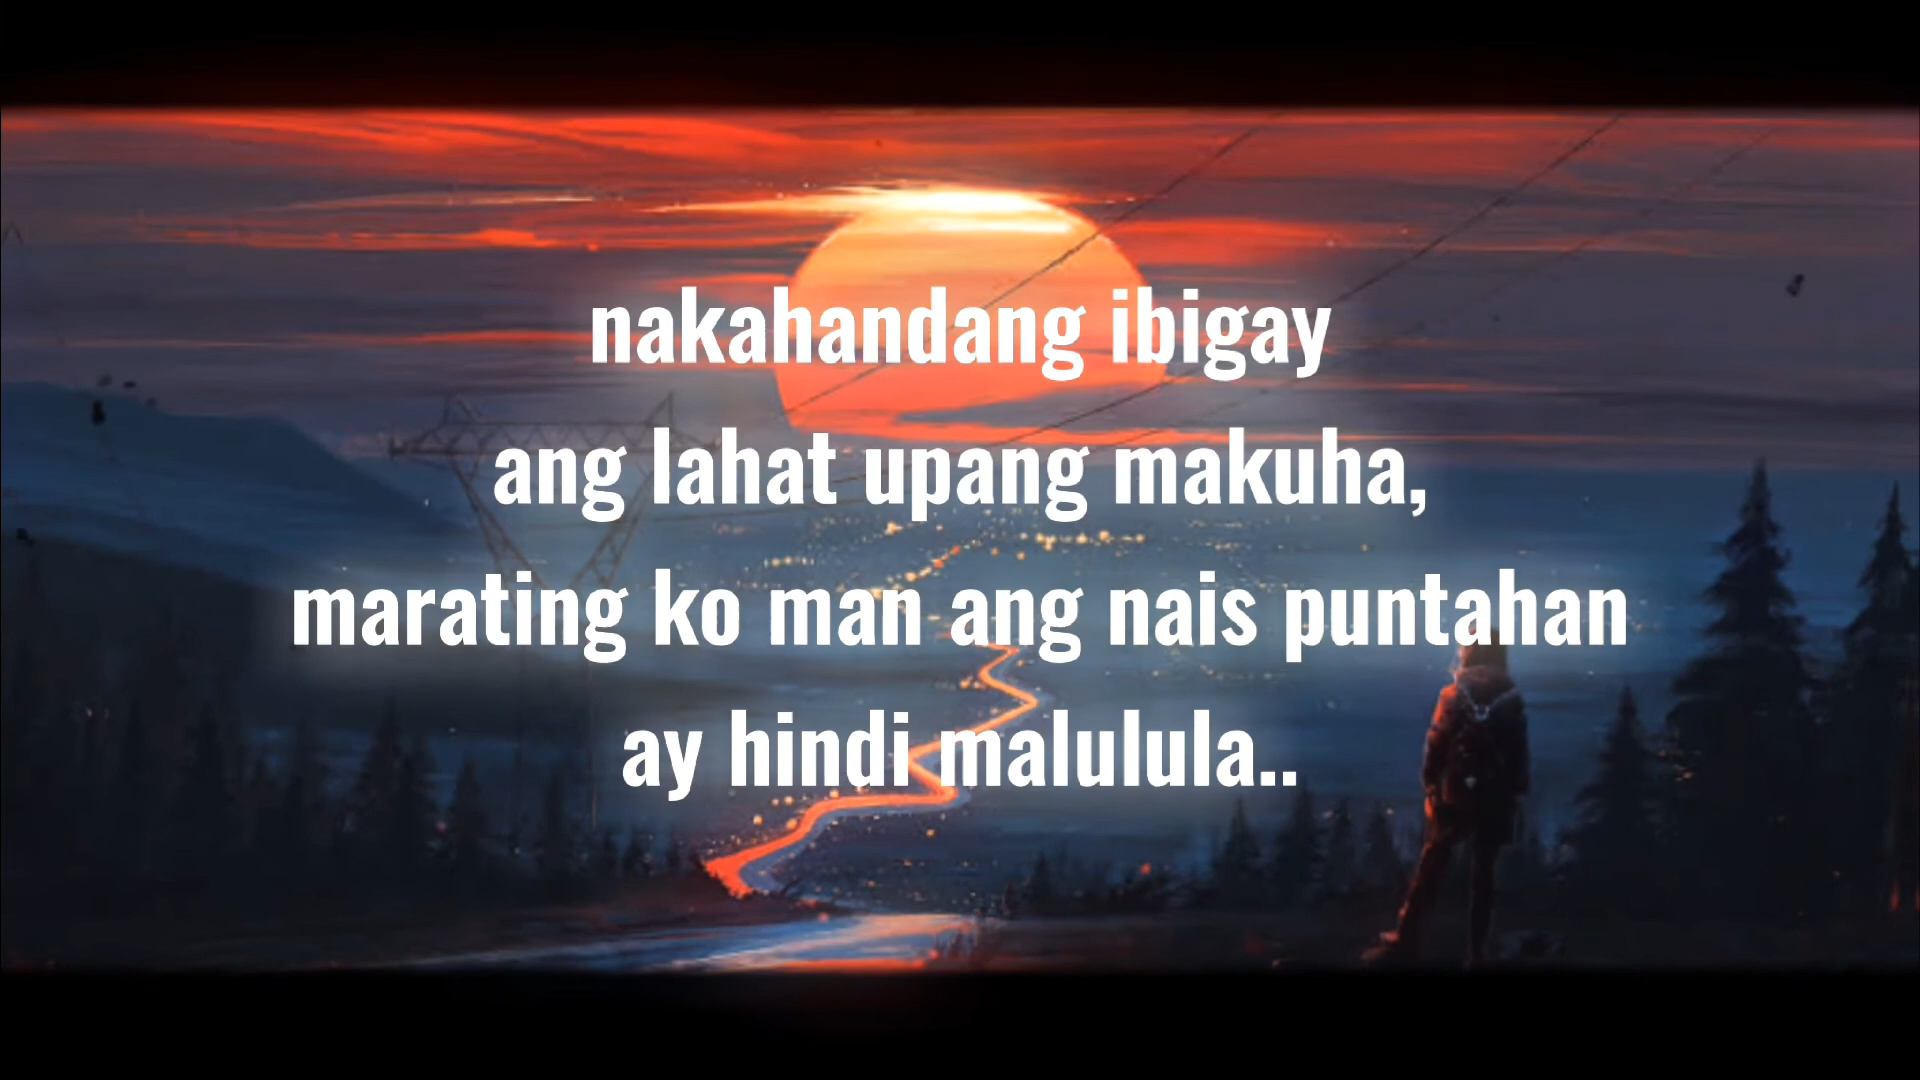 nakahandang ibigay
ang lahat upang makuha,
marating ko man ang nais puntahan
ay hindi malulula..